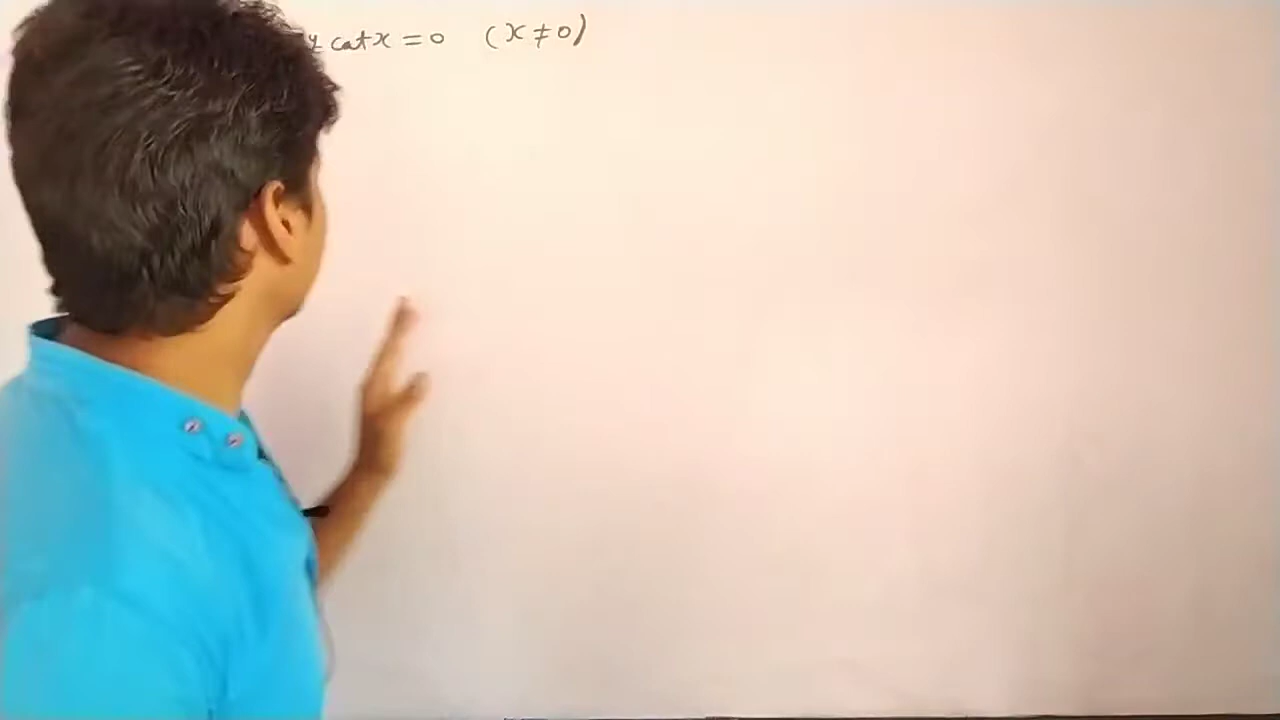 y cot x = 0 (x ≠ 0)